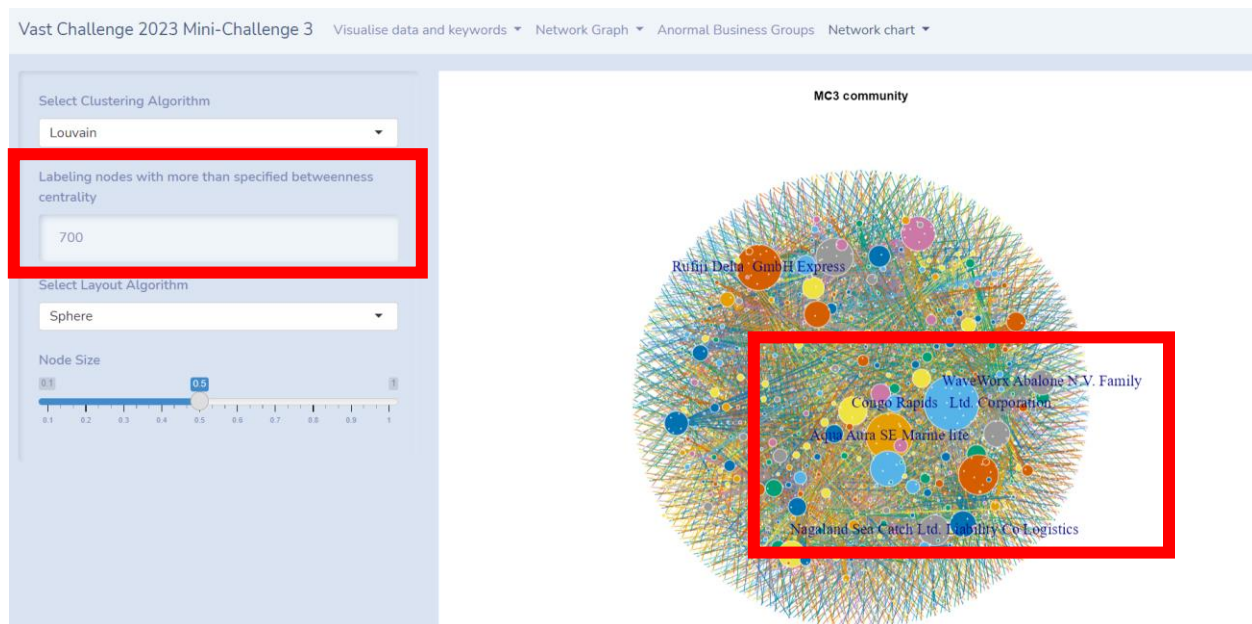 Vast Challenge 2023 Mini-Challenge 3 Visualise data and keywords Network Graph Anormal Business Groups Network chart
Select Clustering Algorithm
Louvain
Labeling nodes with more than specified betweenness
centrality
700
Select Layout Algorithm
Sphere
Node Size
0.1 0.5 1
0.1 0.2 0.3 0.4 0.5 0.6 0.7 0.8 0.9 1
MC3 community
Rufiji Delta GmbH Express
WaveWorx Abalone N.V. Family
Congo Rapids Ltd. Corporation
Aqua Aura SE Marine life
Nagaland Sea Catch Ltd. Liability Co Logistics